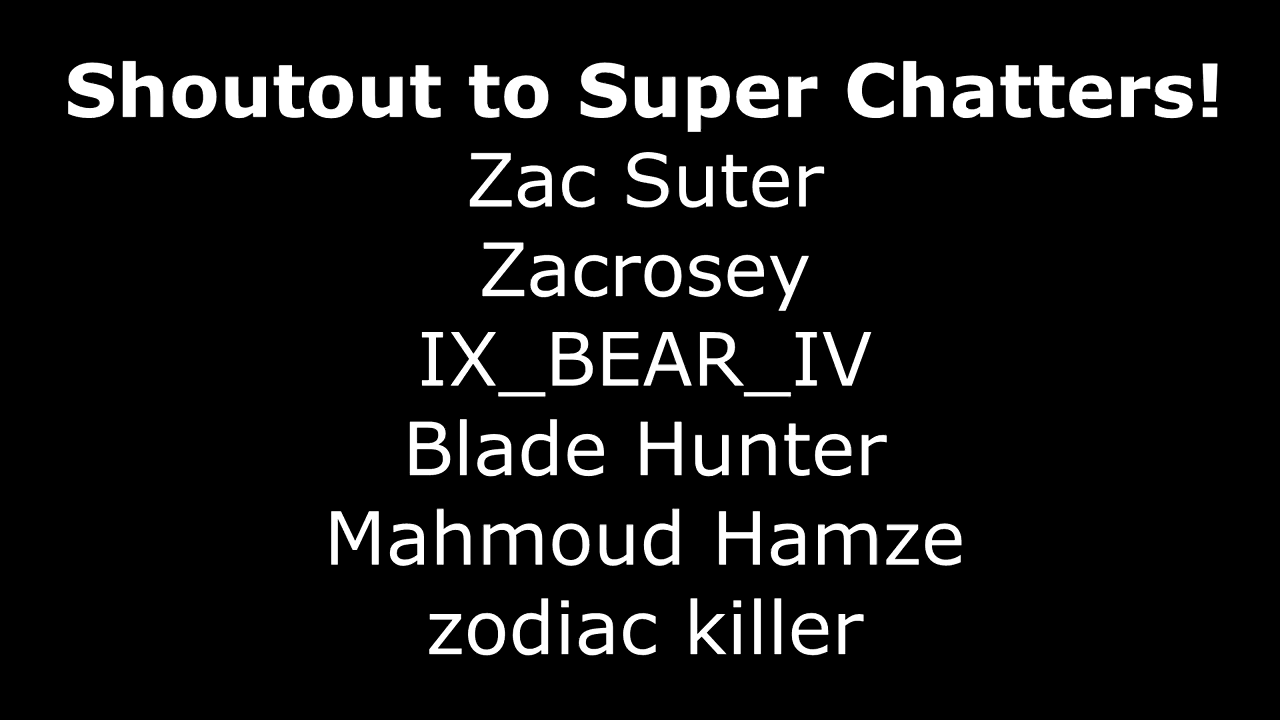 Shoutout to Super Chatters!
Zac Suter
Zacrosey
IX_BEAR_IV
Blade Hunter
Mahmoud Hamze
zodiac killer